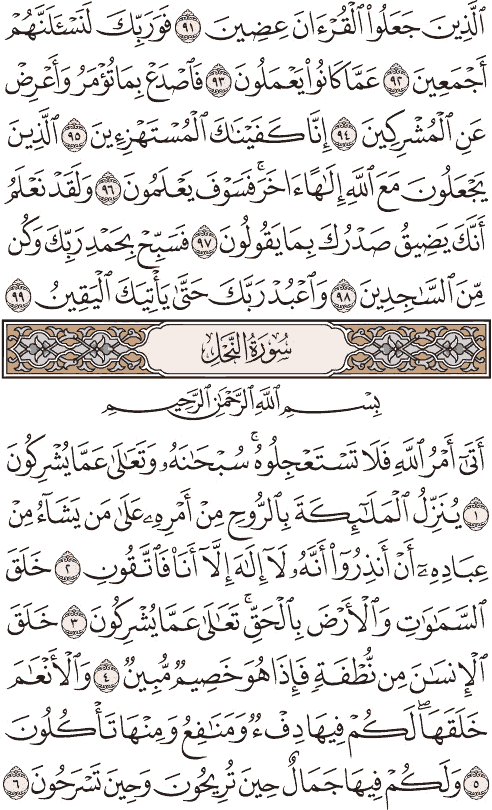 ٱلَّذِينَ جَعَلُواْ ٱلْقُرْءَانَ عِضِينَ ٩١ فَوَرَبِّكَ لَنَسْـَٔلَنَّهُمْ
أَجْمَعِينَ ٩٢ عَمَّا كَانُواْ يَعْمَلُونَ ٩٣ فَٱصْدَعْ بِمَا تُؤْمَرُ وَأَعْرِضْ
عَنِ ٱلْمُشْرِكِينَ ٩٤ إِنَّا كَفَيْنَٰكَ ٱلْمُسْتَهْزِءِينَ ٩٥ ٱلَّذِينَ
يَجْعَلُونَ مَعَ ٱللَّهِ إِلَٰهًا ءَاخَرَ ۚ فَسَوْفَ يَعْلَمُونَ ٩٦ وَلَقَدْ نَعْلَمُ
أَنَّكَ يَضِيقُ صَدْرُكَ بِمَا يَقُولُونَ ٩٧ فَسَبِّحْ بِحَمْدِ رَبِّكَ وَكُن
مِّنَ ٱلسَّٰجِدِينَ ٩٨ وَٱعْبُدْ رَبَّكَ حَتَّىٰ يَأْتِيَكَ ٱلْيَقِينُ ٩٩
سُورَةُ النَّحْلِ
بِسْمِ ٱللَّهِ ٱلرَّحْمَٰنِ ٱلرَّحِيمِ
أَتَىٰٓ أَمْرُ ٱللَّهِ فَلَا تَسْتَعْجِلُوهُ ۚ سُبْحَٰنَهُۥ وَتَعَٰلَىٰ عَمَّا يُشْرِكُونَ
١ يُنَزِّلُ ٱلْمَلَٰٓئِكَةَ بِٱلرُّوحِ مِنْ أَمْرِهِۦ عَلَىٰ مَن يَشَآءُ مِنْ
عِبَادِهِۦٓ أَنْ أَنذِرُوٓاْ أَنَّهُۥ لَآ إِلَٰهَ إِلَّآ أَنَا۠ فَٱتَّقُونِ ٢ خَلَقَ
ٱلسَّمَٰوَٰتِ وَٱلْأَرْضَ بِٱلْحَقِّ ۚ تَعَٰلَىٰ عَمَّا يُشْرِكُونَ ٣ خَلَقَ
ٱلْإِنسَٰنَ مِن نُّطْفَةٍ فَإِذَا هُوَ خَصِيمٌ مُّبِينٌ ٤ وَٱلْأَنْعَٰمَ
خَلَقَهَا ۗ لَكُمْ فِيهَا دِفْءٌ وَمَنَٰفِعُ وَمِنْهَا تَأْكُلُونَ
٥ وَلَكُمْ فِيهَا جَمَالٌ حِينَ تُرِيحُونَ وَحِينَ تَسْرَحُونَ ٦